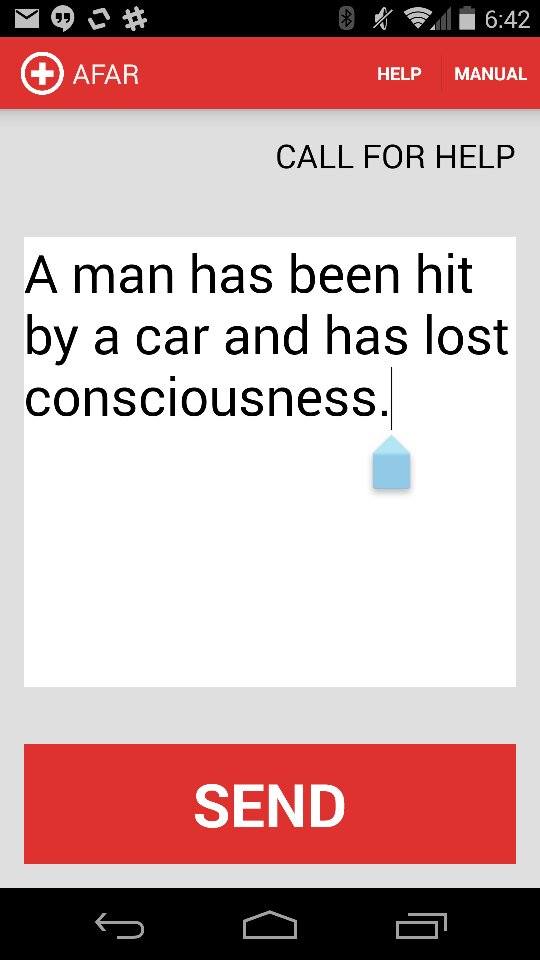 6:42
AFAR
HELP
MANUAL
CALL FOR HELP
A man has been hit
by a car and has lost
consciousness.
SEND